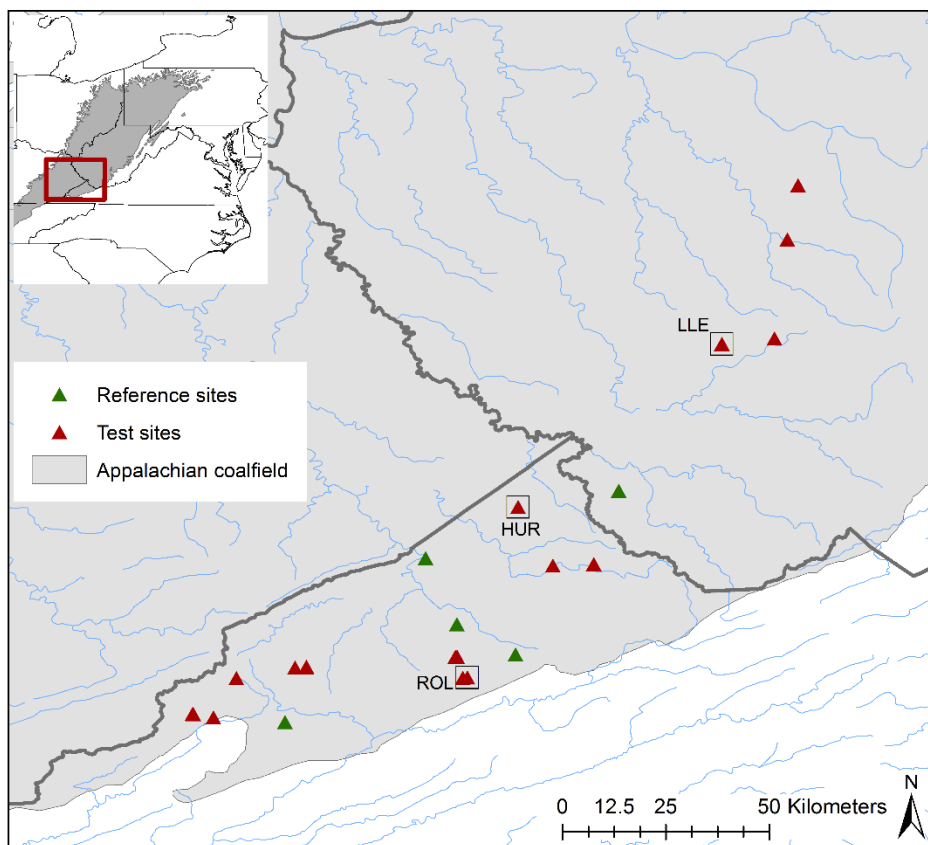 LLE
Reference sites
Test sites
Appalachian coalfield
HUR
ROL
N
0 12.5 25 50 Kilometers